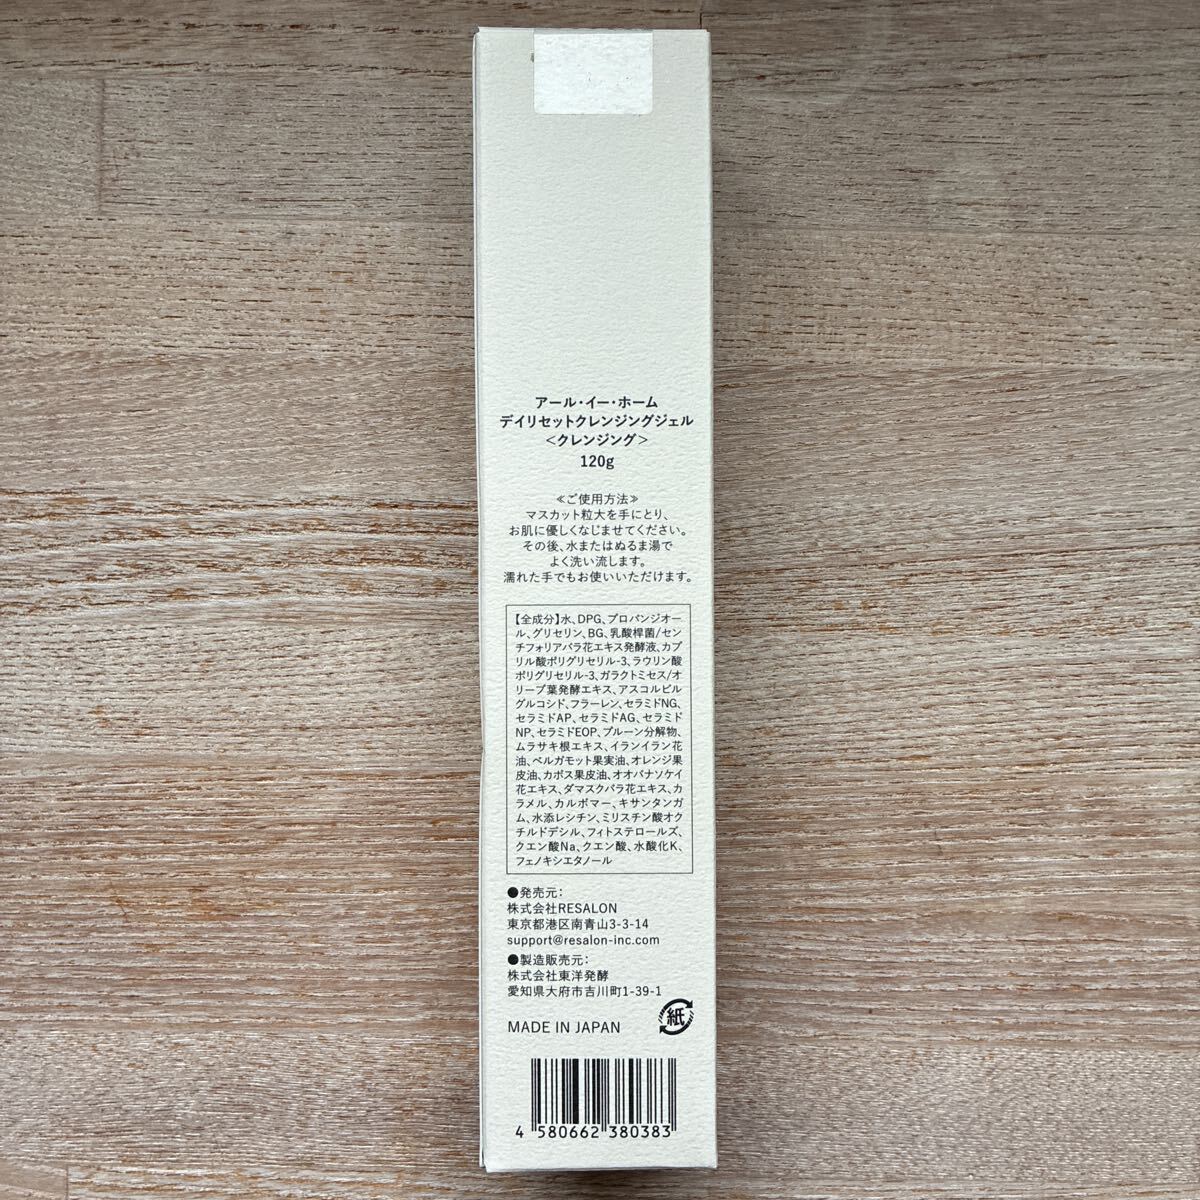 アール・イー・ホーム
デイリセットクレンジングジェル
<クレンジング>
120g
≪ご使用方法≫
マスカット粒大を手にとり、
お肌に優しくなじませてください。
その後、水またはぬるま湯で
よく洗い流します。
濡れた手でもお使いいただけます。
【全成分】水、DPG、プロパンジオー
ル、グリセリン、BG、乳酸桿菌/セン
チフォリアバラ花エキス発酵液、カプ
リル酸ポリグリセリル-3、ラウリン酸
ポリグリセリル-3、ガラクトミセス/オ
リーブ葉発酵エキス、アスコルビル
グルコシド、フラーレン、セラミドNG、
セラミドAP、セラミドAG、セラミド
NP、セラミドEOP、プルーン分解物、
ムラサキ根エキス、イランイラン花
油、ベルガモット果実油、オレンジ果
皮油、カボス果皮油、オオバナソケイ
花エキス、ダマスクバラ花エキス、カ
ラメル、カルボマー、キサンタンガ
ム、水添レシチン、ミリスチン酸オク
チルドデシル、フィトステロールズ、
クエン酸Na、クエン酸、水酸化K、
フェノキシエタノール
●発売元：
株式会社RESALON
東京都港区南青山3-3-14
support@resalon-inc.com
●製造販売元：
株式会社東洋発酵
愛知県大府市吉川町1-39-1
MADE IN JAPAN
紙
4 580662 380383